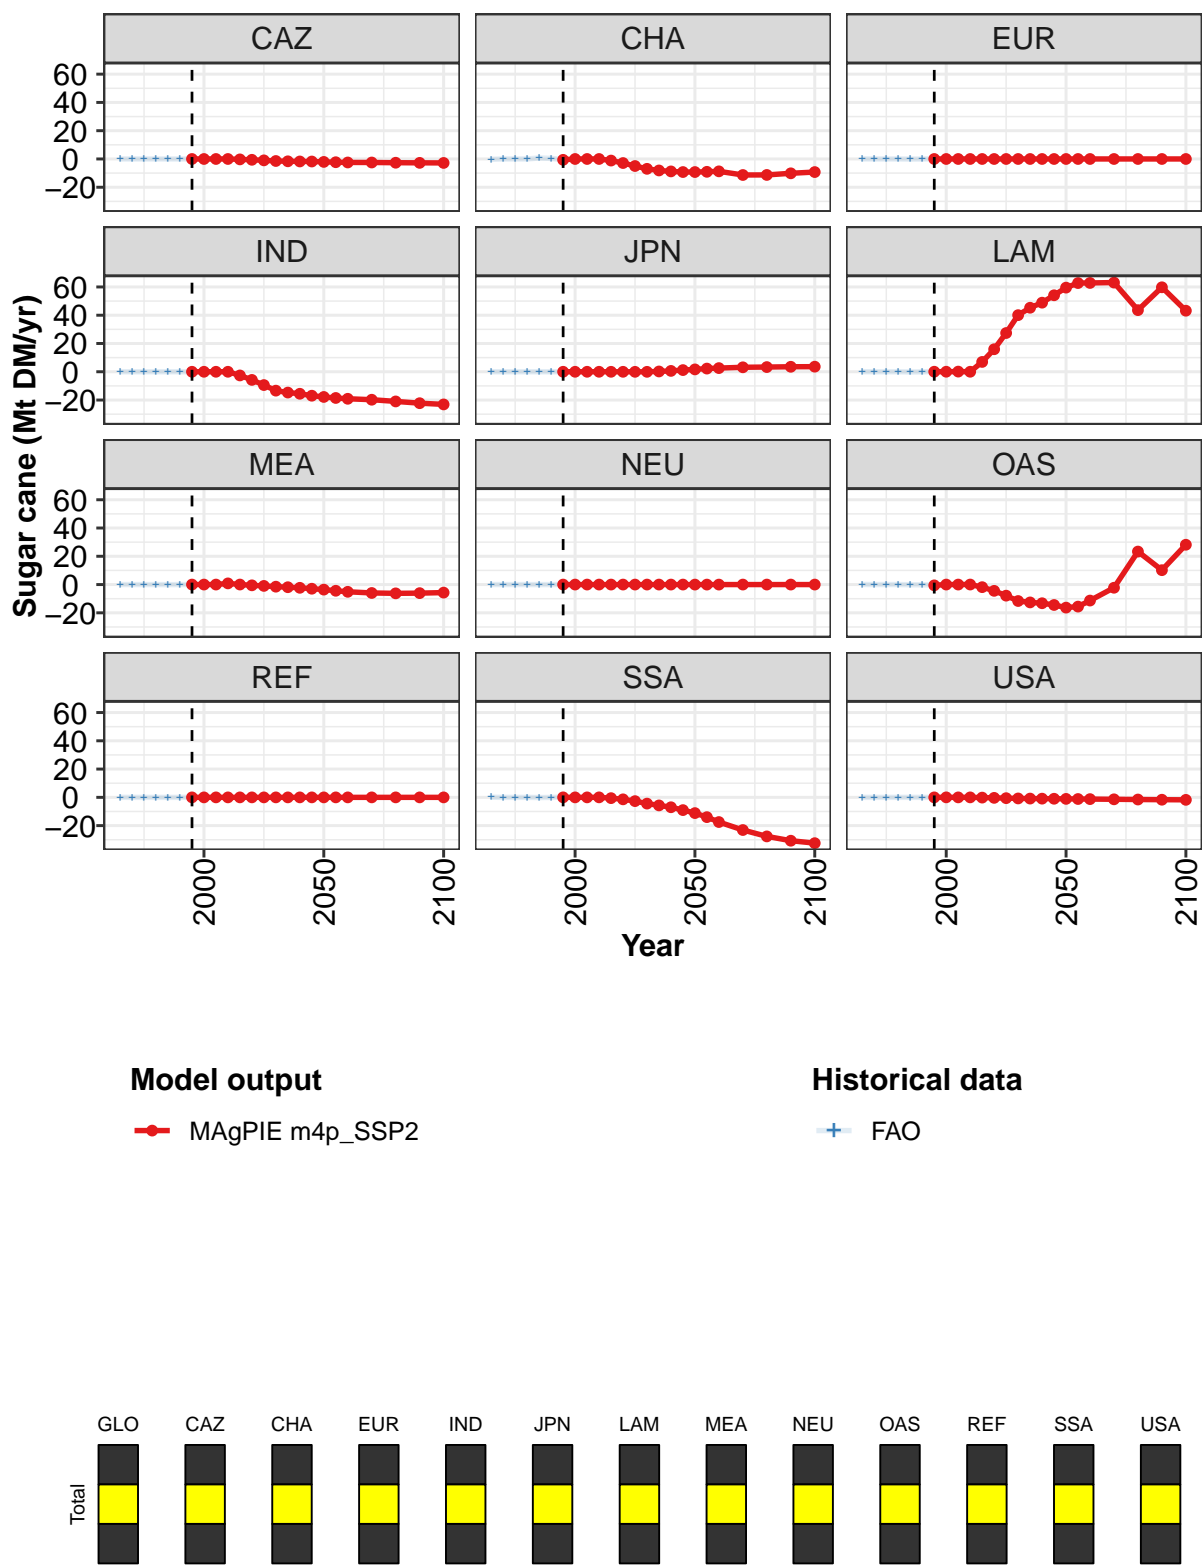 CAZ CHA EUR
60
40
20
0
−20
IND JPN LAM
60
40
20
0
−20
MEA NEU OAS
60
40
20
0
−20
REF SSA USA
60
40
20
0
−20
Sugar cane (Mt DM/yr)
2000 2050 2100 2000 2050 2100 2000 2050 2100
Year
Model output Historical data
MAgPIE m4p_SSP2 FAO
GLO CAZ CHA EUR IND JPN LAM MEA NEU OAS REF SSA USA
Total